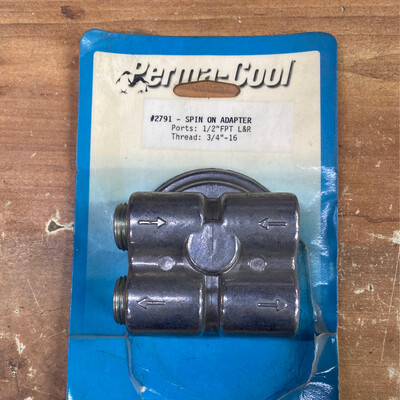 Perma-Cool
#2791 - SPIN ON ADAPTER
Ports: 1/2"FPT L&R
Thread: 3/4"-16